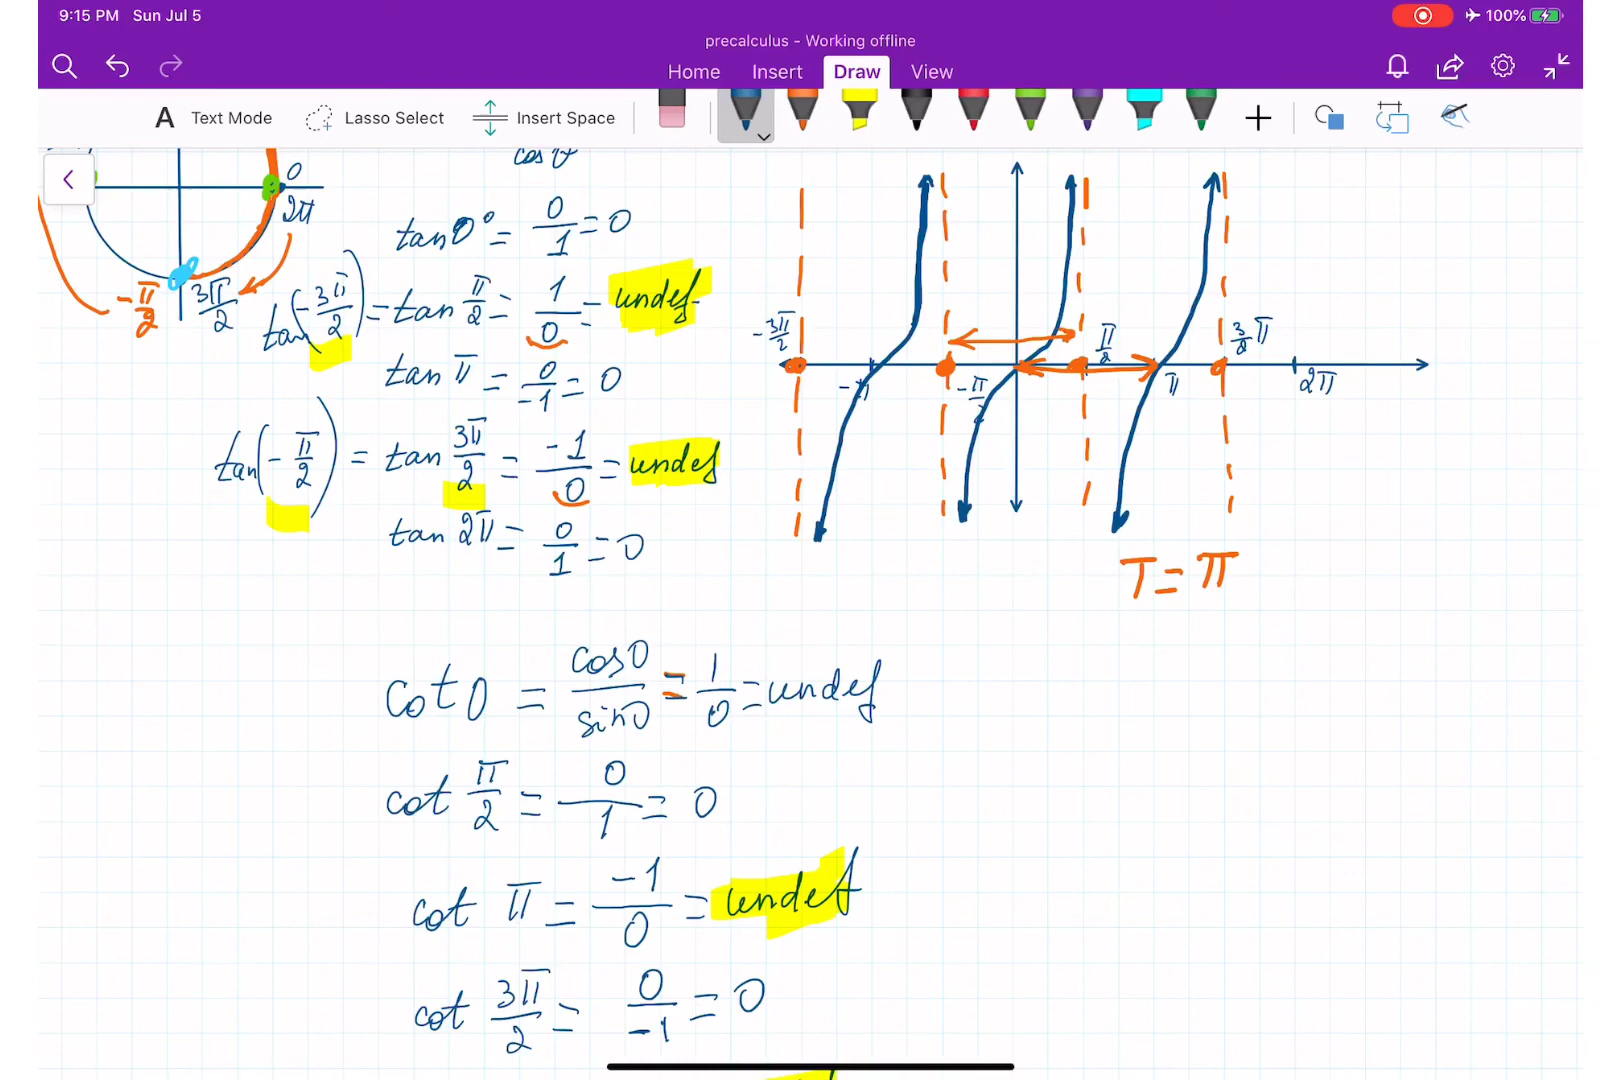 9:15 PM Sun Jul 5
100%
precalculus - Working offline
Home Insert Draw View
A Text Mode Lasso Select Insert Space
cos θ
0
2π
-π/2
3π/2
tan 0° = 0/1 = 0
tan(-3π/2) = tan π/2 = 1/0 = undef
tan π = 0/-1 = 0
tan(-π/2) = tan 3π/2 = -1/0 = undef
tan 2π = 0/1 = 0
-3π/2 -π -π/2 π/2 π 3/2 π 2π
T = π
cot 0 = cos 0/sin 0 = 1/0 = undef
cot π/2 = 0/1 = 0
cot π = -1/0 = undef
cot 3π/2 = 0/-1 = 0